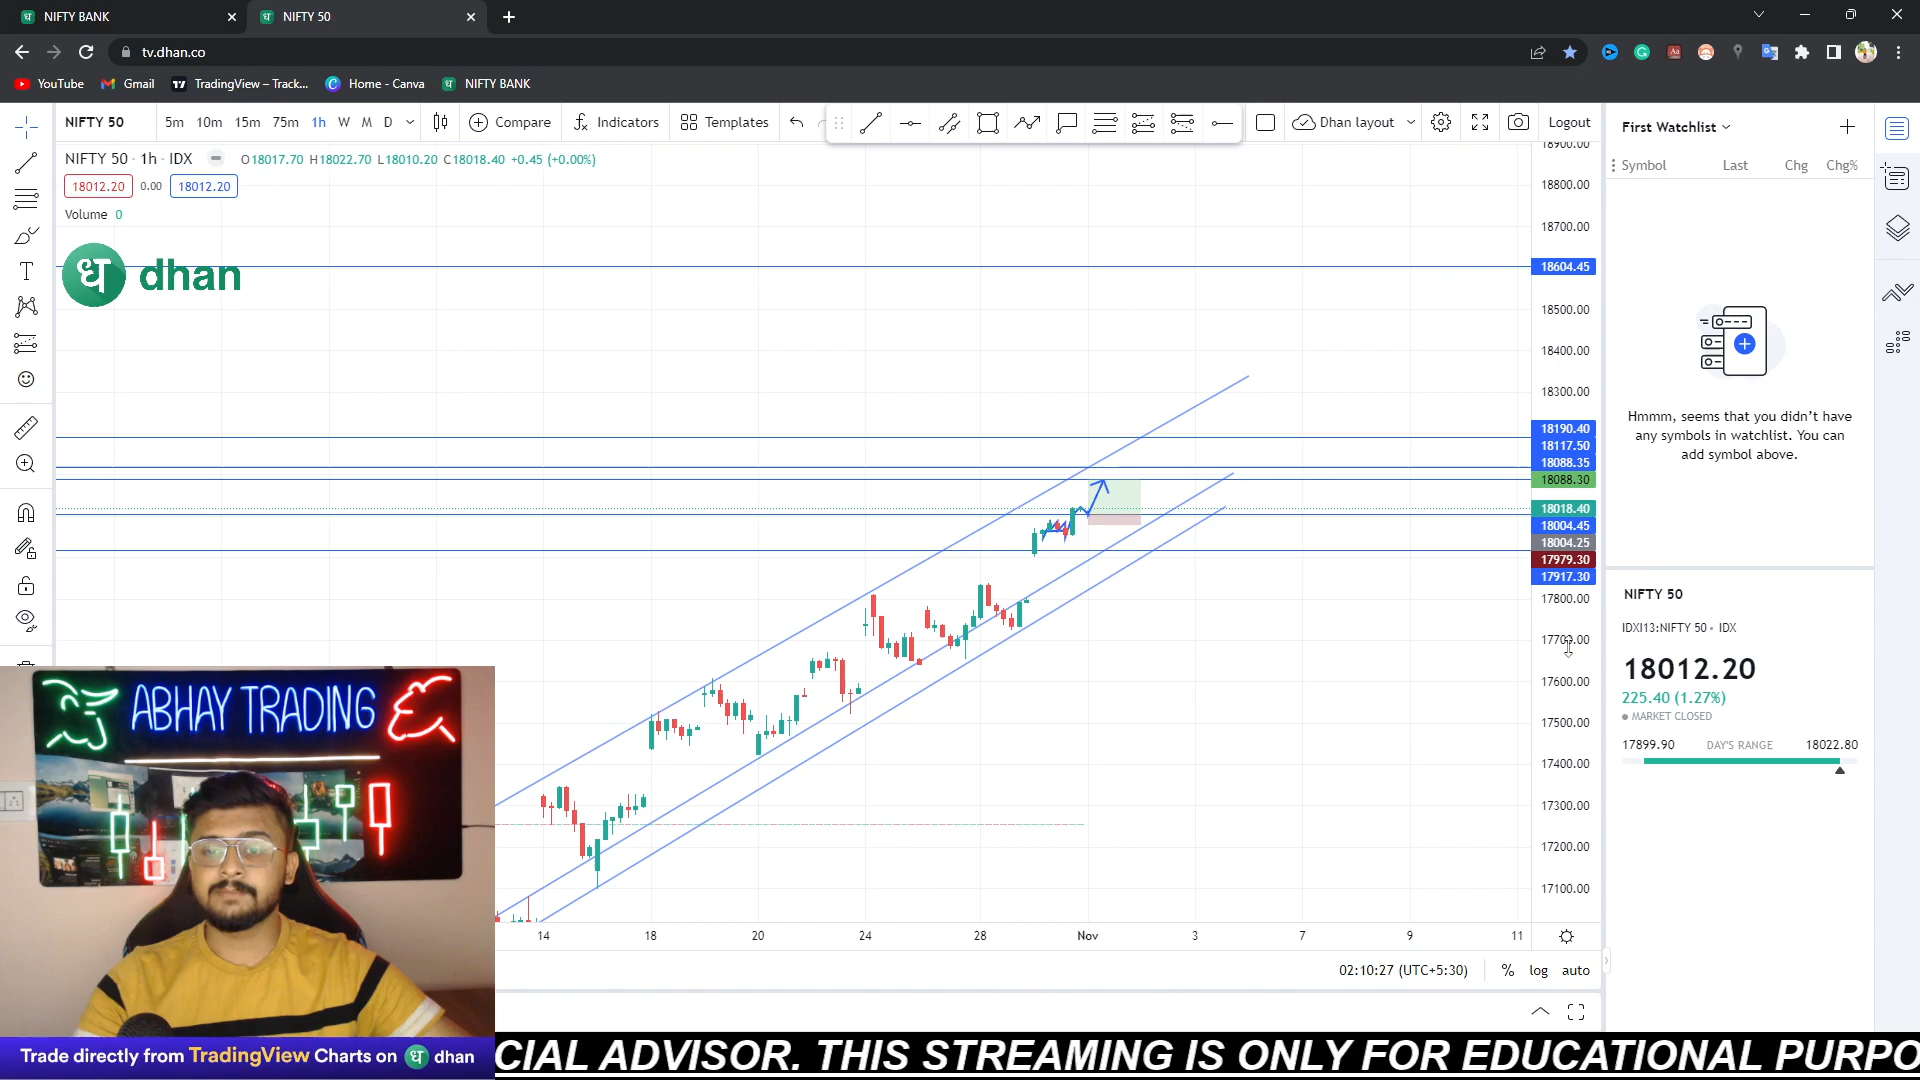 NIFTY BANK
NIFTY 50
tv.dhan.co
YouTube
Gmail
TradingView – Track...
Home - Canva
NIFTY BANK
NIFTY 50
5m 10m 15m 75m 1h W M D
Compare
Indicators
Templates
Dhan layout
Logout
NIFTY 50 · 1h · IDX
O18017.70 H18022.70 L18010.20 C18018.40 +0.45 (+0.00%)
18012.20 0.00 18012.20
Volume 0
ध dhan
18900.00
18800.00
18700.00
18604.45
18500.00
18400.00
18300.00
18190.40
18117.50
18088.35
18088.30
18018.40
18004.45
18004.25
17979.30
17917.30
17800.00
17700.00
17600.00
17500.00
17400.00
17300.00
17200.00
17100.00
14 18 20 24 28 Nov 3 7 9 11
02:10:27 (UTC+5:30) % log auto
First Watchlist
Symbol Last Chg Chg%
Hmmm, seems that you didn't have
any symbols in watchlist. You can
add symbol above.
NIFTY 50
IDXI13:NIFTY 50 • IDX
18012.20
225.40 (1.27%)
MARKET CLOSED
17899.90 DAY'S RANGE 18022.80
ABHAY TRADING
Trade directly from TradingView Charts on ध dhan
CIAL ADVISOR. THIS STREAMING IS ONLY FOR EDUCATIONAL PURPO